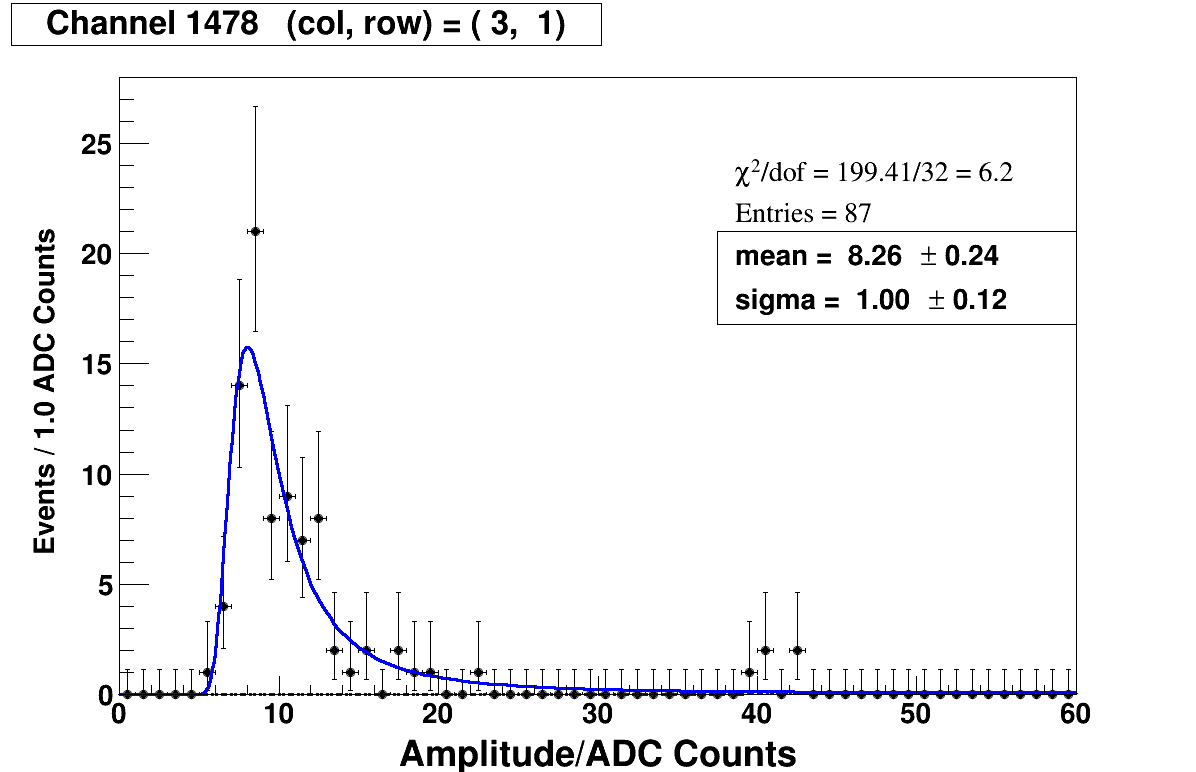 Channel 1478 (col, row) = ( 3, 1)
χ²/dof = 199.41/32 = 6.2
Entries = 87
mean = 8.26 ± 0.24
sigma = 1.00 ± 0.12
Events / 1.0 ADC Counts
25
20
15
10
5
0
0 10 20 30 40 50 60
Amplitude/ADC Counts